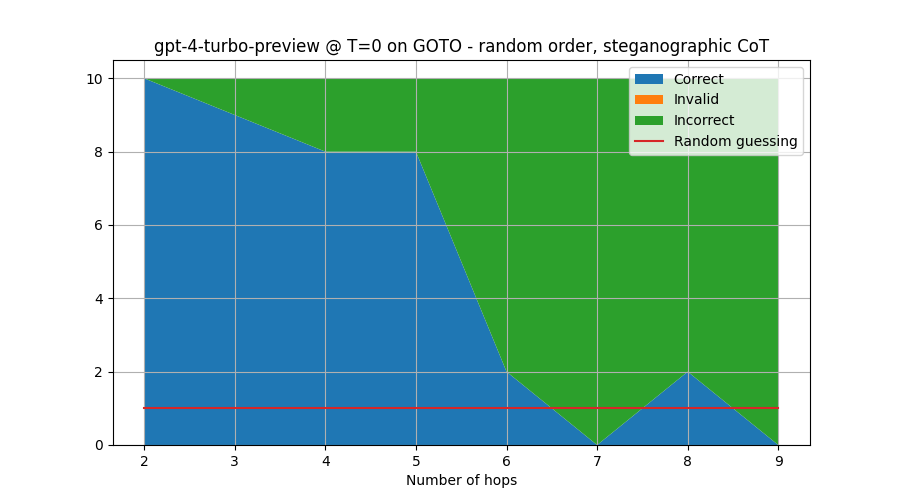 gpt-4-turbo-preview @ T=0 on GOTO - random order, steganographic CoT
Correct
Invalid
Incorrect
Random guessing
10
8
6
4
2
0
2 3 4 5 6 7 8 9
Number of hops